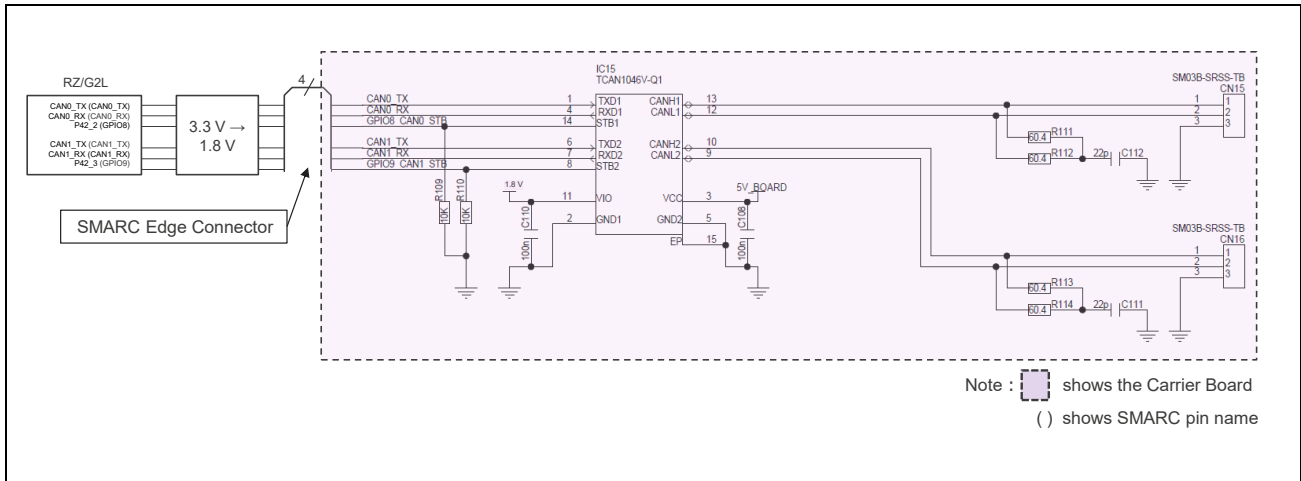 RZ/G2L
CAN0_TX (CAN0_TX)
CAN0_RX (CAN0_RX)
P42_2 (GPIO8)
CAN1_TX (CAN1_TX)
CAN1_RX (CAN1_RX)
P42_3 (GPIO9)
3.3 V →
1.8 V
4
SMARC Edge Connector
CAN0_TX
CAN0_RX
GPIO8_CAN0_STB
CAN1_TX
CAN1_RX
GPIO9_CAN1_STB
R109
10K
R110
10K
1.8 V
C110
100n
IC15
TCAN1046V-Q1
1 TXD1 CANH1 13
4 RXD1 CANL1 12
14 STB1
6 TXD2 CANH2 10
7 RXD2 CANL2 9
8 STB2
11 VIO VCC 3
2 GND1 GND2 5
EP 15
5V_BOARD
C108
100n
SM03B-SRSS-TB
CN15
1 1
2 2
3 3
60.4 R111
60.4 R112
22p C112
SM03B-SRSS-TB
CN16
1 1
2 2
3 3
60.4 R113
60.4 R114
22p C111
Note : shows the Carrier Board
( ) shows SMARC pin name